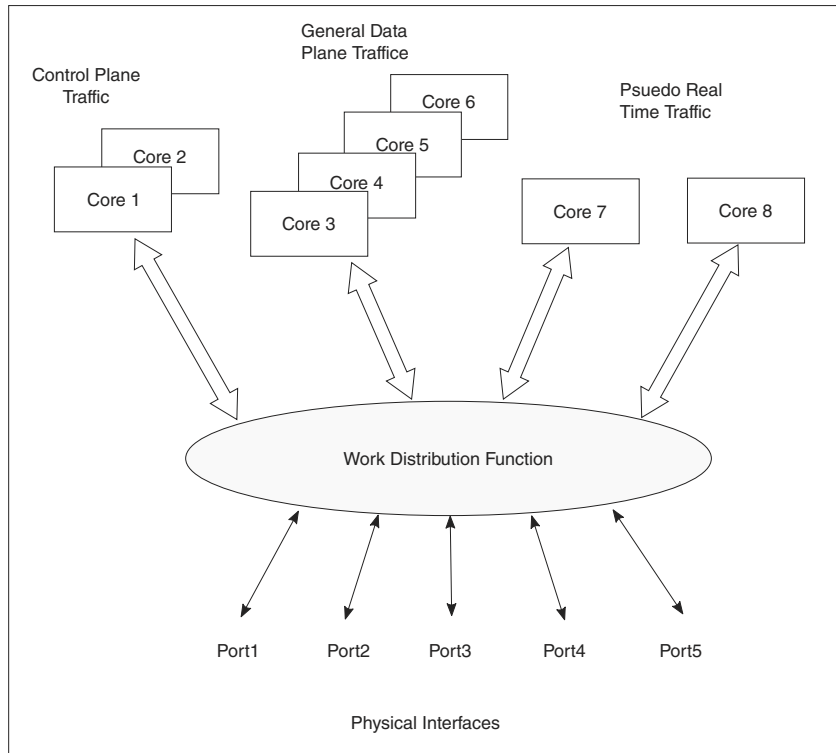 General Data
Plane Traffice
Control Plane
Traffic
Psuedo Real
Time Traffic
Core 6
Core 5
Core 4
Core 3
Core 2
Core 1
Core 7
Core 8
Work Distribution Function
Port1
Port2
Port3
Port4
Port5
Physical Interfaces